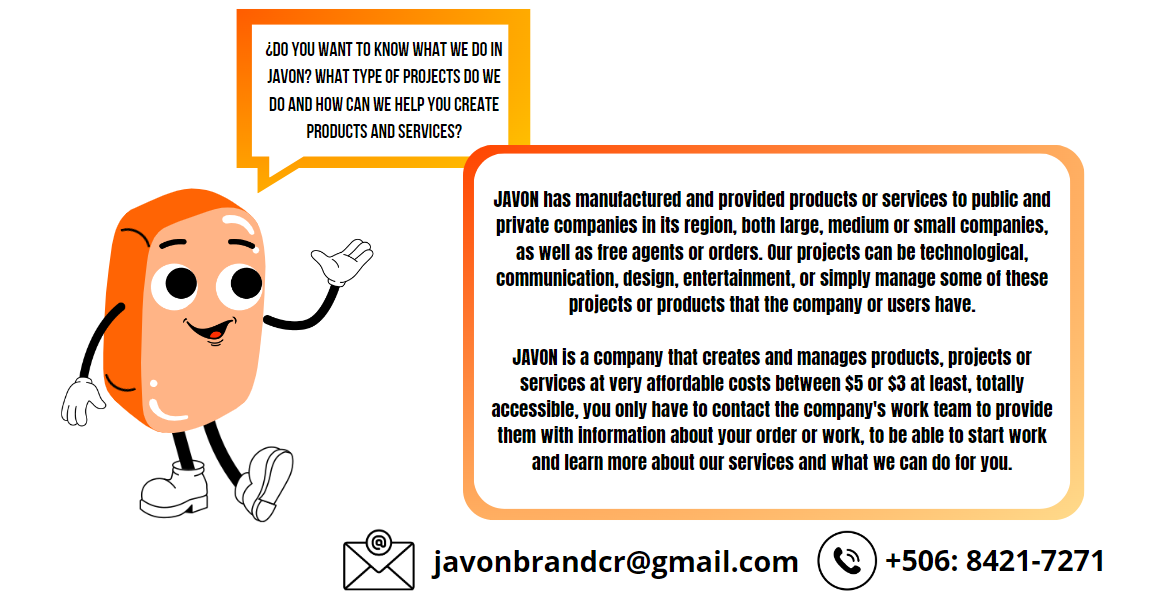 ¿DO YOU WANT TO KNOW WHAT WE DO IN
JAVON? WHAT TYPE OF PROJECTS DO WE
DO AND HOW CAN WE HELP YOU CREATE
PRODUCTS AND SERVICES?
JAVON has manufactured and provided products or services to public and
private companies in its region, both large, medium or small companies,
as well as free agents or orders. Our projects can be technological,
communication, design, entertainment, or simply manage some of these
projects or products that the company or users have.
JAVON is a company that creates and manages products, projects or
services at very affordable costs between $5 or $3 at least, totally
accessible, you only have to contact the company's work team to provide
them with information about your order or work, to be able to start work
and learn more about our services and what we can do for you.
@
javonbrandcr@gmail.com
+506: 8421-7271